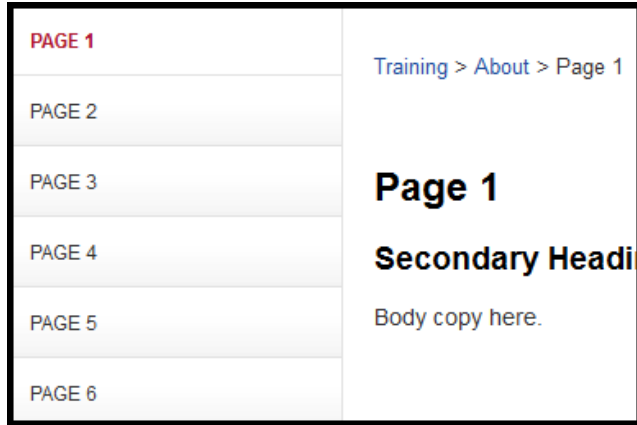 PAGE 1
PAGE 2
PAGE 3
PAGE 4
PAGE 5
PAGE 6
Training > About > Page 1
Page 1
Secondary
Body copy here.